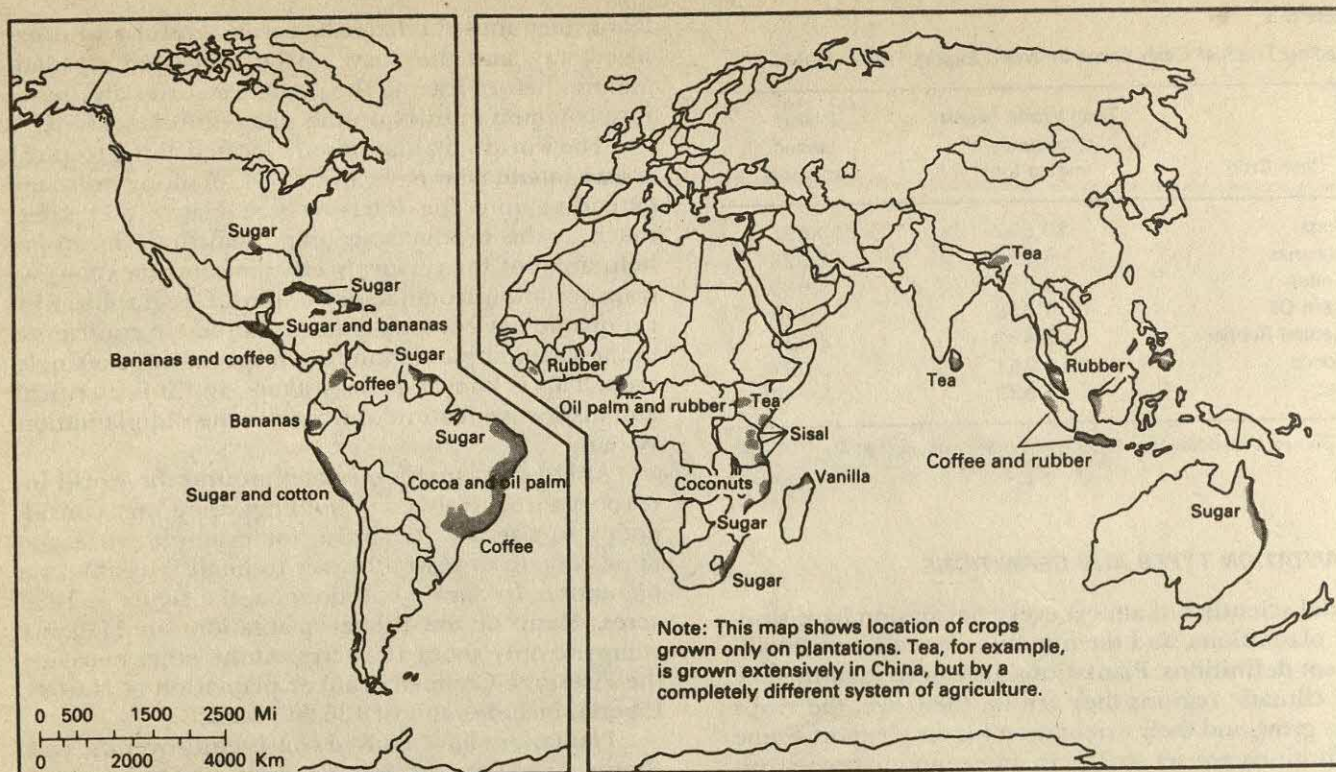 Sugar
Sugar
Sugar and bananas
Bananas and coffee
Sugar
Coffee
Bananas
Sugar
Sugar and cotton
Cocoa and oil palm
Coffee
Rubber
Oil palm and rubber
Tea
Sisal
Coconuts
Vanilla
Sugar
Sugar
Tea
Tea
Rubber
Coffee and rubber
Sugar
Note: This map shows location of crops
grown only on plantations. Tea, for example,
is grown extensively in China, but by a
completely different system of agriculture.
0 500 1500 2500 Mi
0 2000 4000 Km